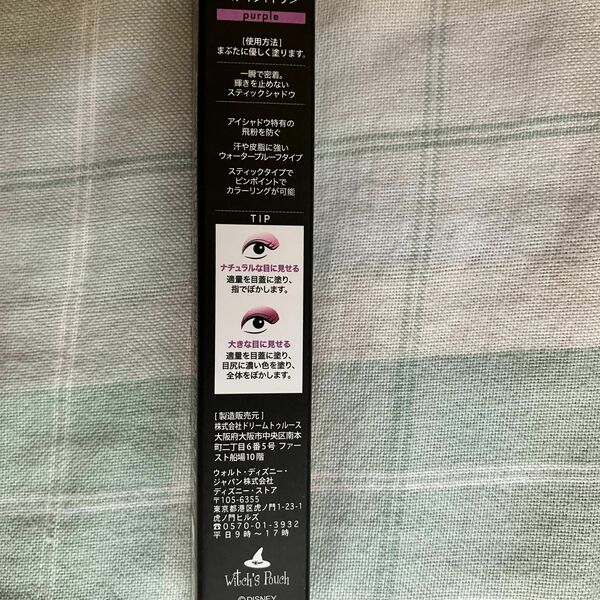 purple
[使用方法]
まぶたに優しく塗ります。
一瞬で密着。
輝きを止めない
スティックシャドウ
アイシャドウ特有の
飛粉を防ぐ
汗や皮脂に強い
ウォータープルーフタイプ
スティックタイプで
ピンポイントで
カラーリングが可能
TIP
ナチュラルな目に見せる
適量を目蓋に塗り、
指でぼかします。
大きな目に見せる
適量を目蓋に塗り、
目尻に濃い色を塗り、
全体をぼかします。
[製造販売元]
株式会社ドリームトゥルース
大阪府大阪市中央区南本
町二丁目6番5号 ファー
スト船場10階
ウォルト・ディズニー・
ジャパン株式会社
ディズニー・ストア
〒105-6355
東京都港区虎ノ門1-23-1
虎ノ門ヒルズ
☎0570-01-3932
平日9時～17時
Witch's Pouch
©DISNEY